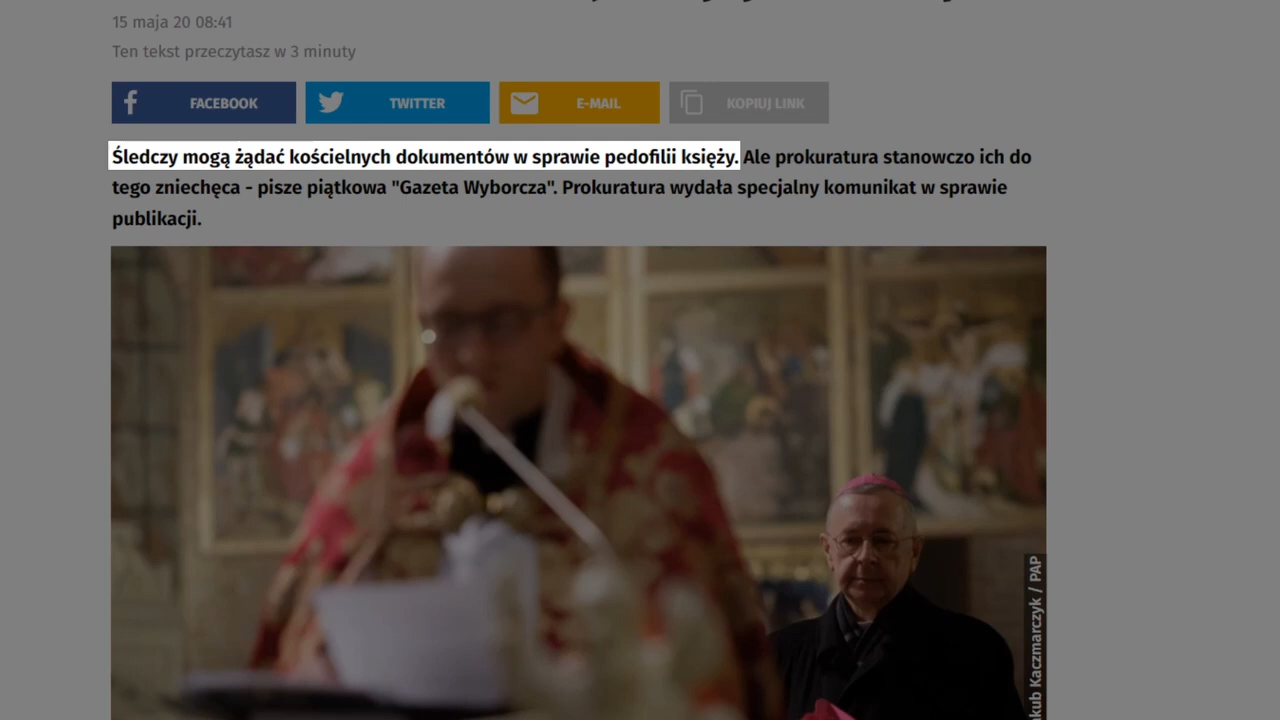 15 maja 20 08:41
Ten tekst przeczytasz w 3 minuty
FACEBOOK
TWITTER
E-MAIL
KOPIUJ LINK
Śledczy mogą żądać kościelnych dokumentów w sprawie pedofilii księży. Ale prokuratura stanowczo ich do
tego zniechęca - pisze piątkowa "Gazeta Wyborcza". Prokuratura wydała specjalny komunikat w sprawie
publikacji.
Kaczmarczyk / PAP